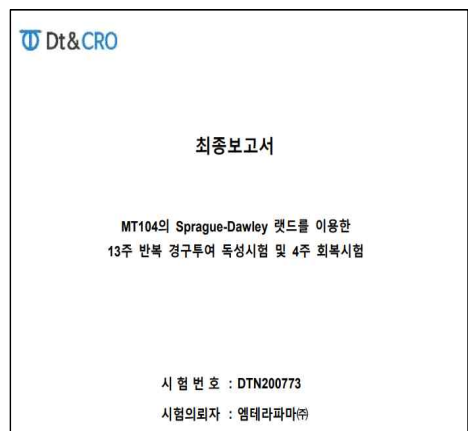 Dt&CRO
최종보고서
MT104의 Sprague-Dawley 랫드를 이용한
13주 반복 경구투여 독성시험 및 4주 회복시험
시 험 번 호 : DTN200773
시험의뢰자 : 엠테라파마㈜